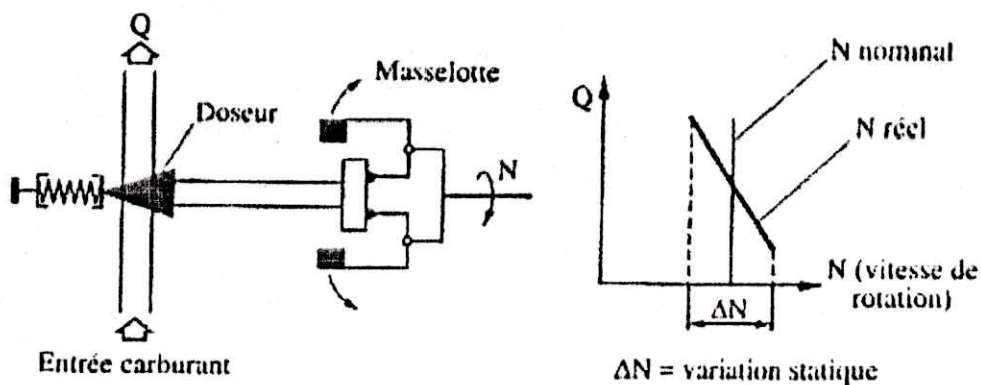 Q
Doseur
Masselotte
N
Entrée carburant
N nominal
Q
N réel
N (vitesse de
rotation)
ΔN
ΔN = variation statique